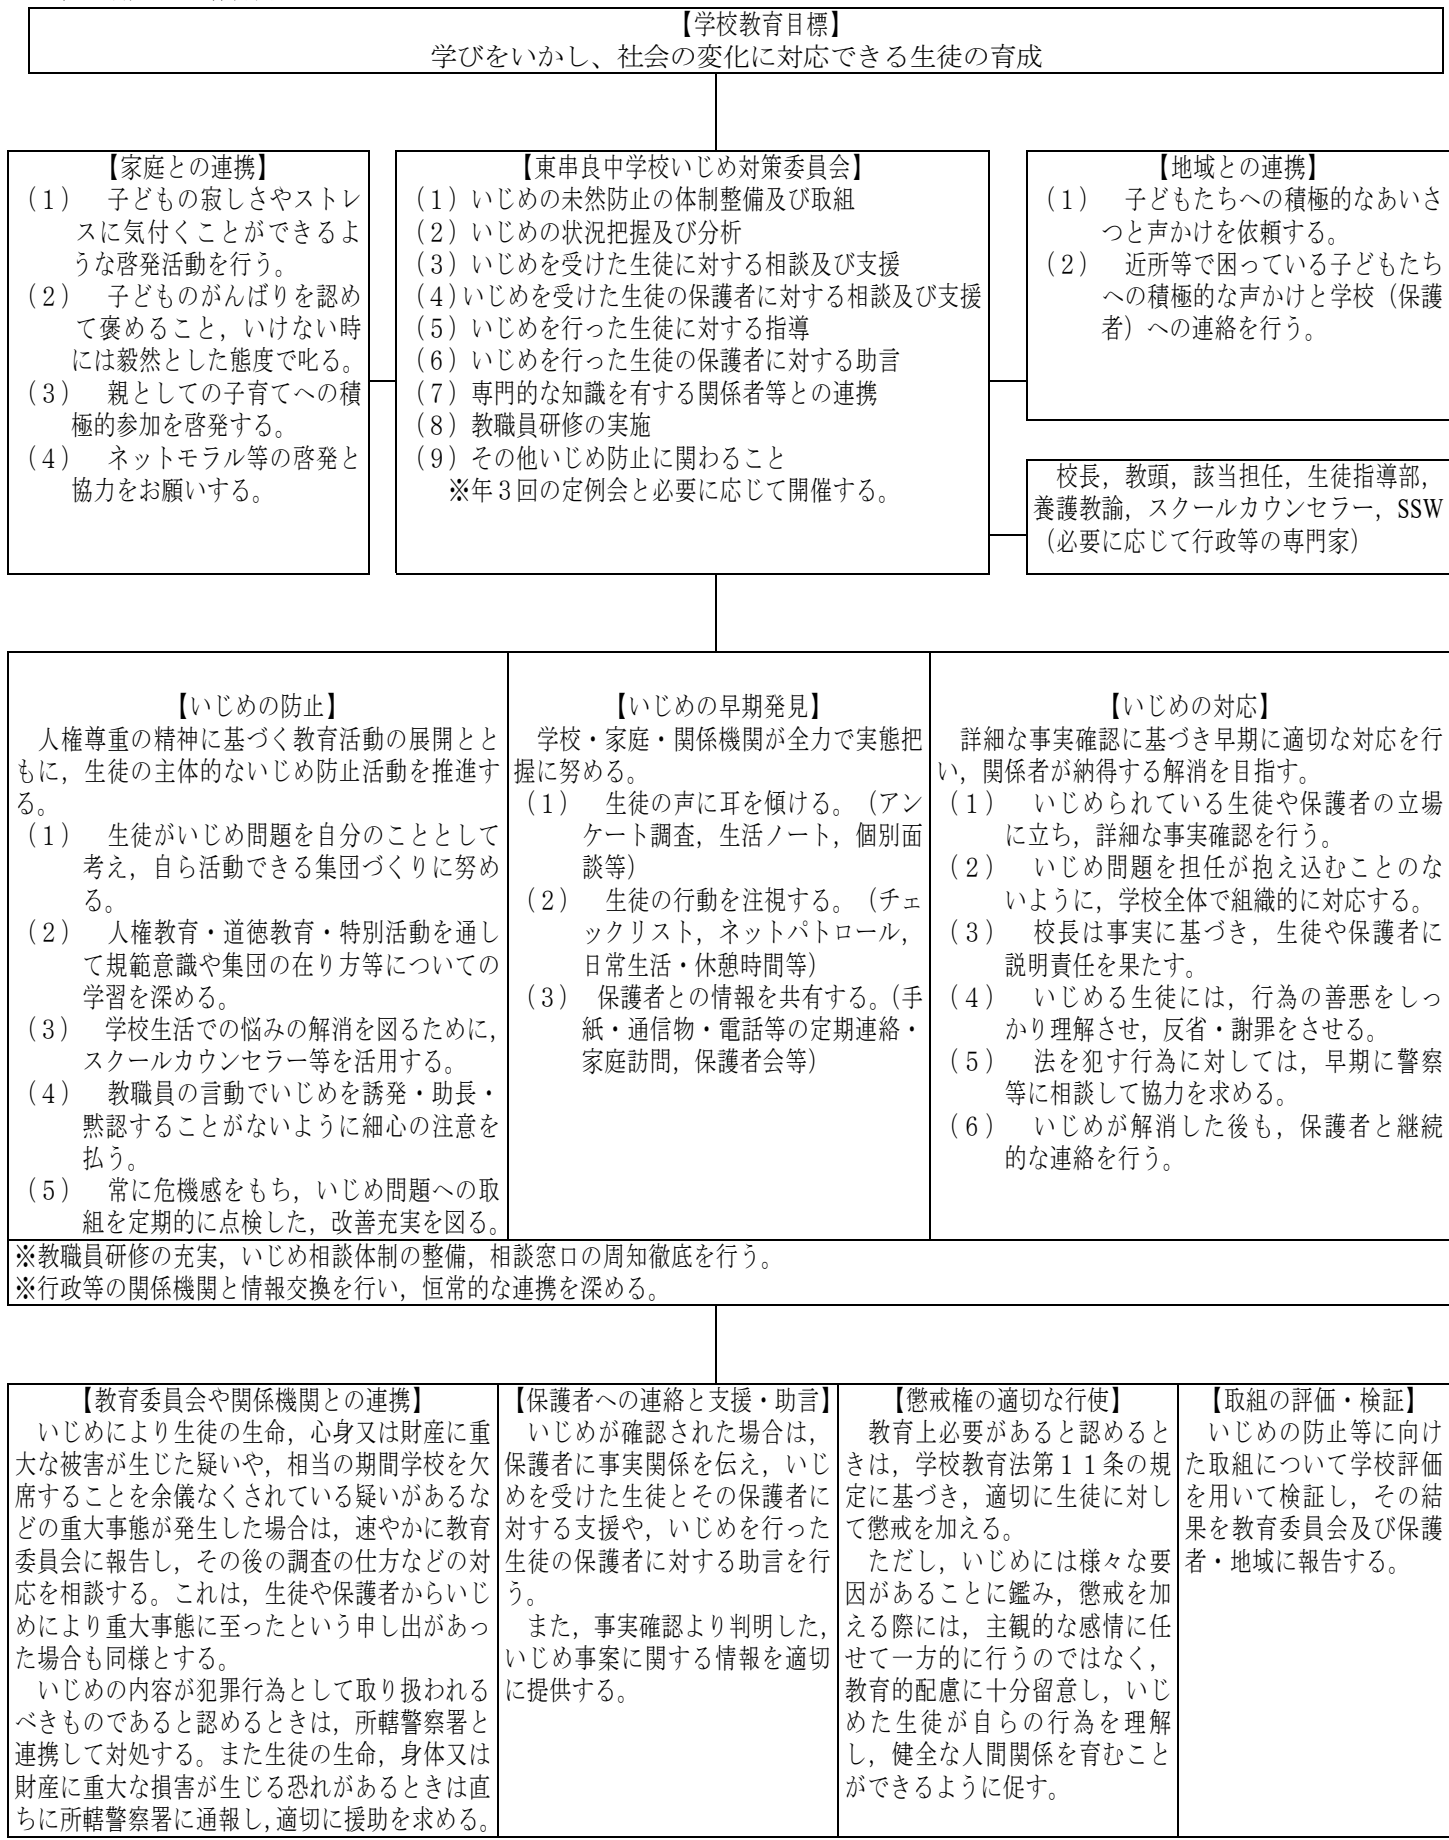 【学校教育目標】
学びをいかし、社会の変化に対応できる生徒の育成
【家庭との連携】
(1)　子どもの寂しさやストレ
スに気付くことができるよ
うな啓発活動を行う。
(2)　子どものがんばりを認め
て褒めること，いけない時
には毅然とした態度で叱る。
(3)　親としての子育てへの積
極的参加を啓発する。
(4)　ネットモラル等の啓発と
協力をお願いする。
【東串良中学校いじめ対策委員会】
(1) いじめの未然防止の体制整備及び取組
(2) いじめの状況把握及び分析
(3) いじめを受けた生徒に対する相談及び支援
(4) いじめを受けた生徒の保護者に対する相談及び支援
(5) いじめを行った生徒に対する指導
(6) いじめを行った生徒の保護者に対する助言
(7) 専門的な知識を有する関係者等との連携
(8) 教職員研修の実施
(9) その他いじめ防止に関わること
※年３回の定例会と必要に応じて開催する。
【地域との連携】
(1)　子どもたちへの積極的なあいさ
つと声かけを依頼する。
(2)　近所等で困っている子どもたち
への積極的な声かけと学校（保護
者）への連絡を行う。
校長，教頭，該当担任，生徒指導部，
養護教諭，スクールカウンセラー，SSW
（必要に応じて行政等の専門家）
【いじめの防止】
人権尊重の精神に基づく教育活動の展開とと
もに，生徒の主体的ないじめ防止活動を推進す
る。
(1)　生徒がいじめ問題を自分のこととして
考え，自ら活動できる集団づくりに努め
る。
(2)　人権教育・道徳教育・特別活動を通し
て規範意識や集団の在り方等についての
学習を深める。
(3)　学校生活での悩みの解消を図るために，
スクールカウンセラー等を活用する。
(4)　教職員の言動でいじめを誘発・助長・
黙認することがないように細心の注意を
払う。
(5)　常に危機感をもち，いじめ問題への取
組を定期的に点検した，改善充実を図る。
【いじめの早期発見】
学校・家庭・関係機関が全力で実態把
握に努める。
(1)　生徒の声に耳を傾ける。（アン
ケート調査，生活ノート，個別面
談等）
(2)　生徒の行動を注視する。（チェ
ックリスト，ネットパトロール，
日常生活・休憩時間等）
(3)　保護者との情報を共有する。（手
紙・通信物・電話等の定期連絡・
家庭訪問，保護者会等）
【いじめの対応】
詳細な事実確認に基づき早期に適切な対応を行
い，関係者が納得する解消を目指す。
(1)　いじめられている生徒や保護者の立場
に立ち，詳細な事実確認を行う。
(2)　いじめ問題を担任が抱え込むことのな
いように，学校全体で組織的に対応する。
(3)　校長は事実に基づき，生徒や保護者に
説明責任を果たす。
(4)　いじめる生徒には，行為の善悪をしっ
かり理解させ，反省・謝罪をさせる。
(5)　法を犯す行為に対しては，早期に警察
等に相談して協力を求める。
(6)　いじめが解消した後も，保護者と継続
的な連絡を行う。
※教職員研修の充実，いじめ相談体制の整備，相談窓口の周知徹底を行う。
※行政等の関係機関と情報交換を行い，恒常的な連携を深める。
【教育委員会や関係機関との連携】
いじめにより生徒の生命，心身又は財産に重
大な被害が生じた疑いや，相当の期間学校を欠
席することを余儀なくされている疑いがあるな
どの重大事態が発生した場合は，速やかに教育
委員会に報告し，その後の調査の仕方などの対
応を相談する。これは，生徒や保護者からいじ
めにより重大事態に至ったという申し出があっ
た場合も同様とする。
いじめの内容が犯罪行為として取り扱われる
べきものであると認めるときは，所轄警察署と
連携して対処する。また生徒の生命，身体又は
財産に重大な損害が生じる恐れがあるときは直
ちに所轄警察署に通報し，適切に援助を求める。
【保護者への連絡と支援・助言】
いじめが確認された場合は，
保護者に事実関係を伝え，いじ
めを受けた生徒とその保護者に
対する支援や，いじめを行った
生徒の保護者に対する助言を行
う。
また，事実確認より判明した，
いじめ事案に関する情報を適切
に提供する。
【懲戒権の適切な行使】
教育上必要があると認めると
きは，学校教育法第１１条の規
定に基づき，適切に生徒に対し
て懲戒を加える。
ただし，いじめには様々な要
因があることに鑑み，懲戒を加
える際には，主観的な感情に任
せて一方的に行うのではなく，
教育的配慮に十分留意し，いじ
めた生徒が自らの行為を理解
し，健全な人間関係を育むこと
ができるように促す。
【取組の評価・検証】
いじめの防止等に向け
た取組について学校評価
を用いて検証し，その結
果を教育委員会及び保護
者・地域に報告する。